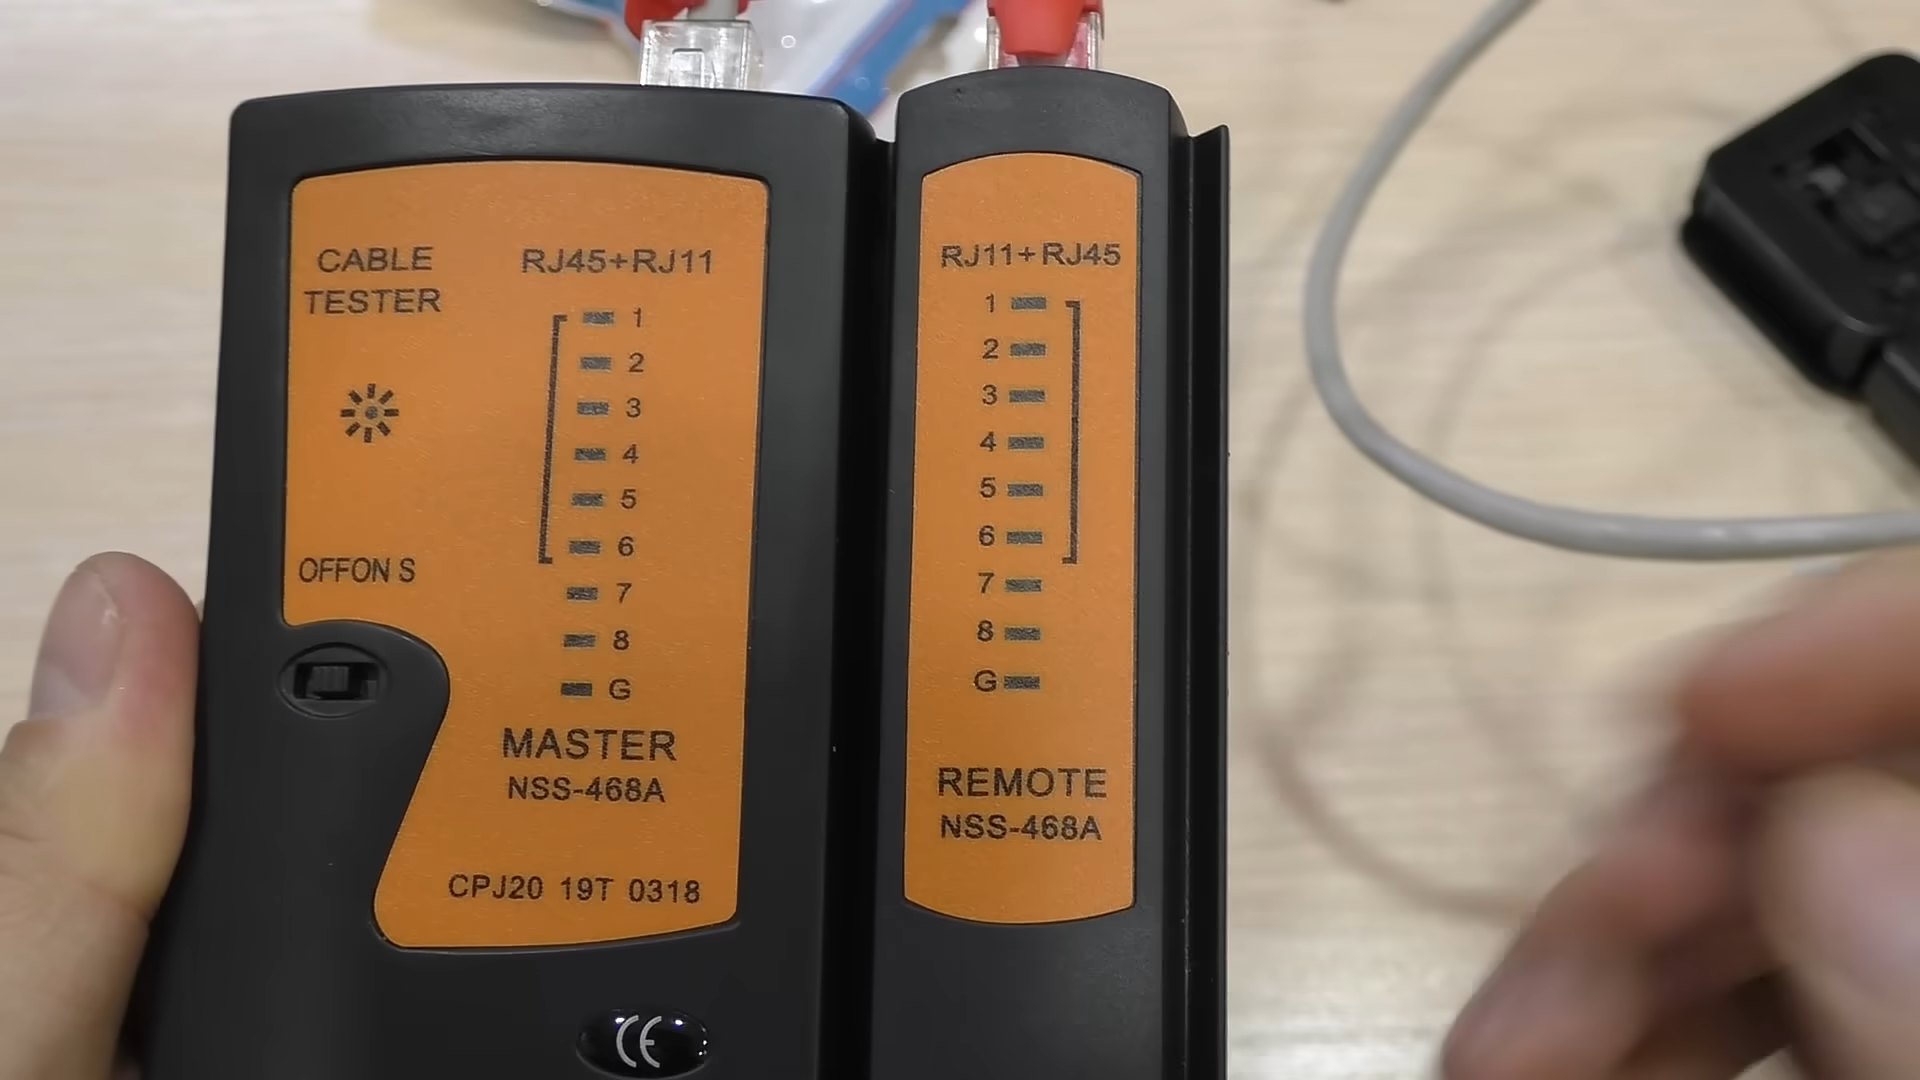 CABLE
TESTER
OFFON S
RJ45+RJ11
1
2
3
4
5
6
7
8
G
MASTER
NSS-468A
CPJ20 19T 0318
CE
RJ11+RJ45
1
2
3
4
5
6
7
8
G
REMOTE
NSS-468A